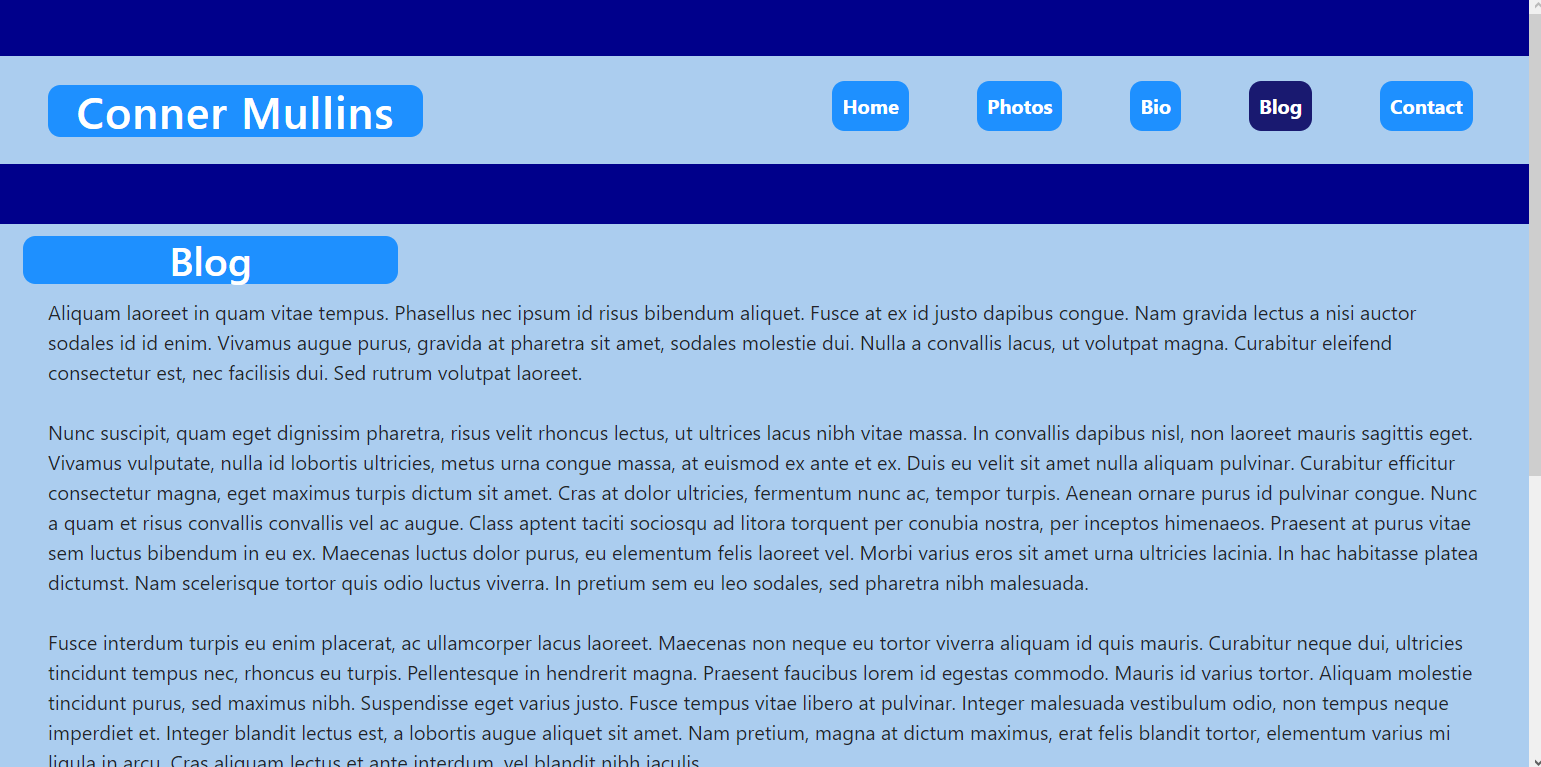 Conner Mullins
Home
Photos
Bio
Blog
Contact
Blog
Aliquam laoreet in quam vitae tempus. Phasellus nec ipsum id risus bibendum aliquet. Fusce at ex id justo dapibus congue. Nam gravida lectus a nisi auctor
sodales id id enim. Vivamus augue purus, gravida at pharetra sit amet, sodales molestie dui. Nulla a convallis lacus, ut volutpat magna. Curabitur eleifend
consectetur est, nec facilisis dui. Sed rutrum volutpat laoreet.
Nunc suscipit, quam eget dignissim pharetra, risus velit rhoncus lectus, ut ultrices lacus nibh vitae massa. In convallis dapibus nisl, non laoreet mauris sagittis eget.
Vivamus vulputate, nulla id lobortis ultricies, metus urna congue massa, at euismod ex ante et ex. Duis eu velit sit amet nulla aliquam pulvinar. Curabitur efficitur
consectetur magna, eget maximus turpis dictum sit amet. Cras at dolor ultricies, fermentum nunc ac, tempor turpis. Aenean ornare purus id pulvinar congue. Nunc
a quam et risus convallis convallis vel ac augue. Class aptent taciti sociosqu ad litora torquent per conubia nostra, per inceptos himenaeos. Praesent at purus vitae
sem luctus bibendum in eu ex. Maecenas luctus dolor purus, eu elementum felis laoreet vel. Morbi varius eros sit amet urna ultricies lacinia. In hac habitasse platea
dictumst. Nam scelerisque tortor quis odio luctus viverra. In pretium sem eu leo sodales, sed pharetra nibh malesuada.
Fusce interdum turpis eu enim placerat, ac ullamcorper lacus laoreet. Maecenas non neque eu tortor viverra aliquam id quis mauris. Curabitur neque dui, ultricies
tincidunt tempus nec, rhoncus eu turpis. Pellentesque in hendrerit magna. Praesent faucibus lorem id egestas commodo. Mauris id varius tortor. Aliquam molestie
tincidunt purus, sed maximus nibh. Suspendisse eget varius justo. Fusce tempus vitae libero at pulvinar. Integer malesuada vestibulum odio, non tempus neque
imperdiet et. Integer blandit lectus est, a lobortis augue aliquet sit amet. Nam pretium, magna at dictum maximus, erat felis blandit tortor, elementum varius mi
ligula in arcu. Cras aliquam lectus et ante interdum, vel blandit nibh iaculis.